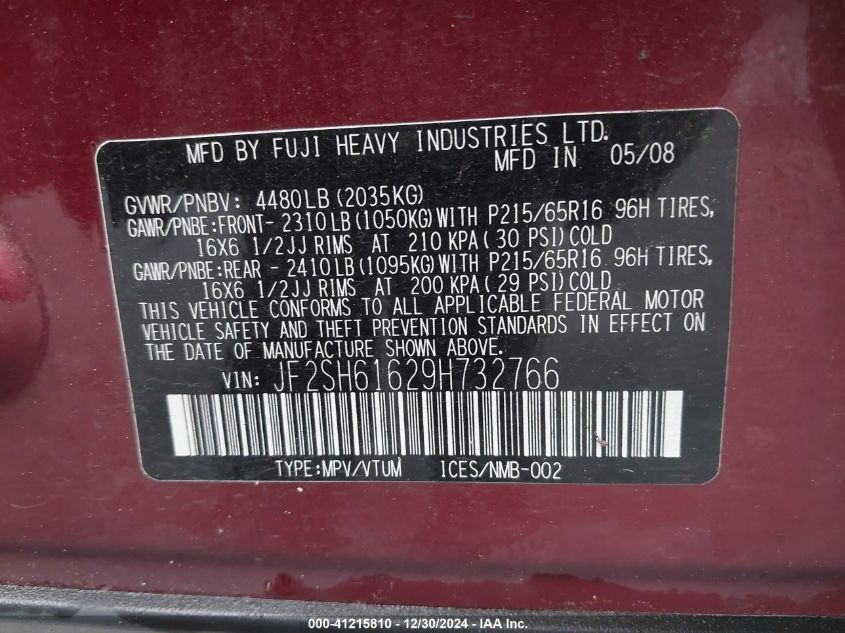 MFD BY FUJI HEAVY INDUSTRIES LTD.
MFD IN 05/08
GVWR/PNBV: 4480LB (2035KG)
GAWR/PNBE:FRONT- 2310LB (1050KG) WITH P215/65R16 96H TIRES,
16X6 1/2JJ RIMS AT 210 KPA ( 30 PSI) COLD
GAWR/PNBE:REAR - 2410LB (1095KG) WITH P215/65R16 96H TIRES,
16X6 1/2JJ RIMS AT 200 KPA ( 29 PSI) COLD
THIS VEHICLE CONFORMS TO ALL APPLICABLE FEDERAL MOTOR
VEHICLE SAFETY AND THEFT PREVENTION STANDARDS IN EFFECT ON
THE DATE OF MANUFACTURE SHOWN ABOVE.
VIN: JF2SH61629H732766
TYPE:MPV/VTUM ICES/NMB-002
000-41215810 - 12/30/2024 - IAA Inc.